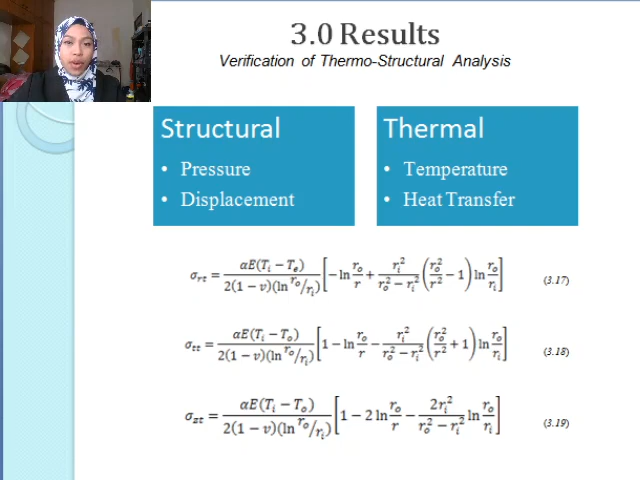 3.0 Results
Verification of Thermo-Structural Analysis
Structural
• Pressure
• Displacement
Thermal
• Temperature
• Heat Transfer
σ_rt = αE(T_i − T_o) / 2(1 − v)(ln r_o/r_i) [−ln r_o/r + r_i²/(r_o² − r_i²) (r_o²/r² − 1) ln r_o/r_i] (3.17)
σ_tt = αE(T_i − T_o) / 2(1 − v)(ln r_o/r_i) [1 − ln r_o/r − r_i²/(r_o² − r_i²) (r_o²/r² + 1) ln r_o/r_i] (3.18)
σ_zt = αE(T_i − T_o) / 2(1 − v)(ln r_o/r_i) [1 − 2 ln r_o/r − 2r_i²/(r_o² − r_i²) ln r_o/r_i] (3.19)